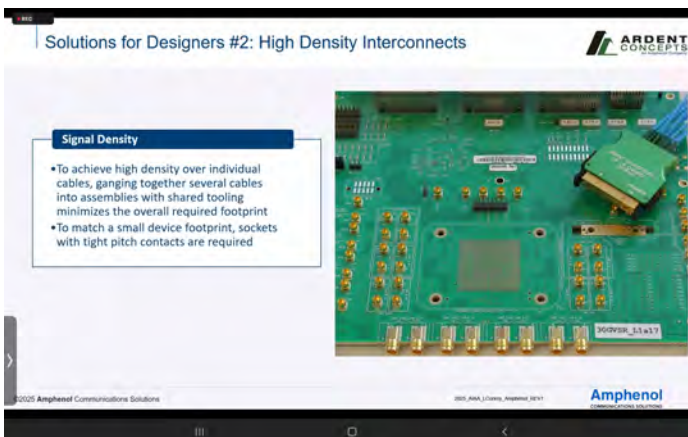 REC
Solutions for Designers #2: High Density Interconnects
ARDENT
CONCEPTS
Signal Density
•To achieve high density over individual
cables, ganging together several cables
into assemblies with shared tooling
minimizes the overall required footprint
•To match a small device footprint, sockets
with tight pitch contacts are required
30GVSR_L1x17
©2025 Amphenol Communications Solutions
Amphenol
COMMUNICATIONS SOLUTIONS